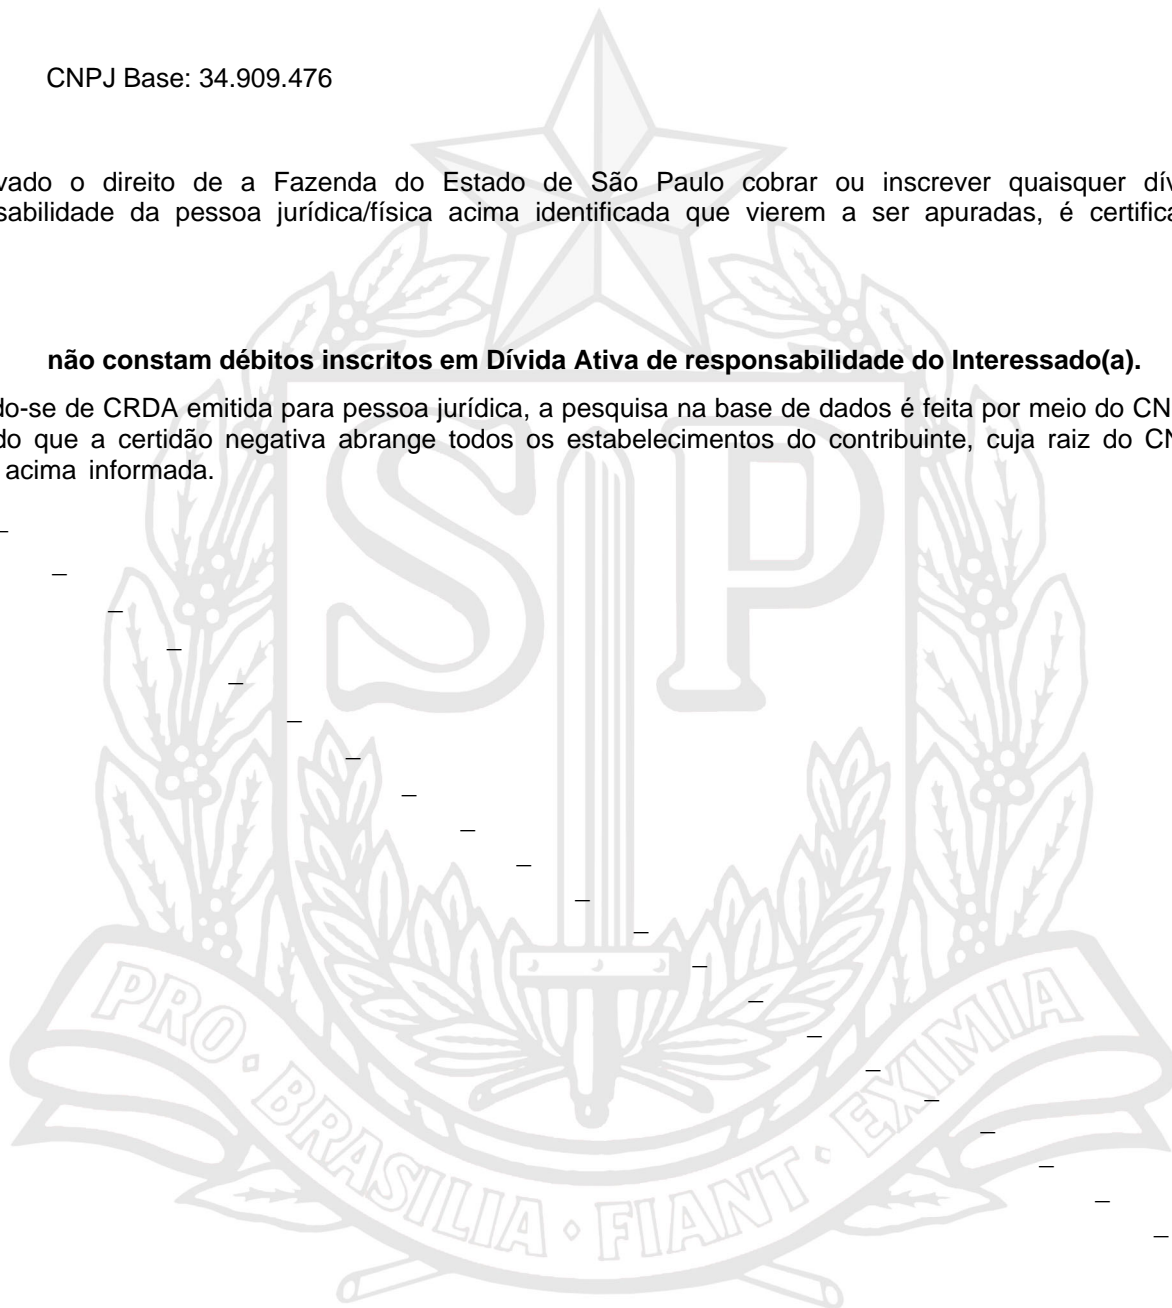 CNPJ Base: 34.909.476
vado o direito de a Fazenda do Estado de São Paulo cobrar ou inscrever quaisquer dív
sabilidade da pessoa jurídica/física acima identificada que vierem a ser apuradas, é certifica
não constam débitos inscritos em Dívida Ativa de responsabilidade do Interessado(a).
do-se de CRDA emitida para pessoa jurídica, a pesquisa na base de dados é feita por meio do CN
do que a certidão negativa abrange todos os estabelecimentos do contribuinte, cuja raiz do CN
acima informada.
SP
PRO • BRASILIA • FIANT • EXIMIA